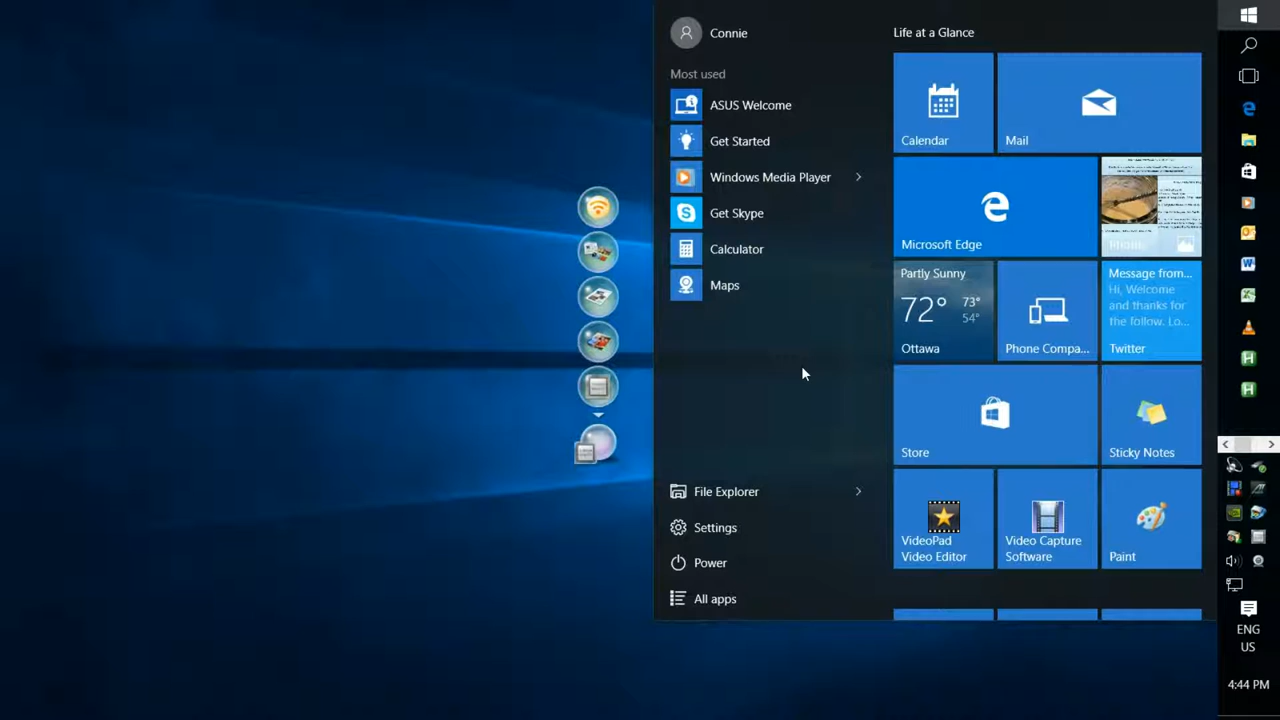 Connie
Most used
ASUS Welcome
Get Started
Windows Media Player
Get Skype
Calculator
Maps
File Explorer
Settings
Power
All apps
Life at a Glance
Calendar
Mail
Microsoft Edge
Partly Sunny
72° 73°
54°
Ottawa
Phone Compa...
Message from...
Hi, Welcome
and thanks for
the follow. Lo...
Twitter
Store
Sticky Notes
VideoPad
Video Editor
Video Capture
Software
Paint
ENG
US
4:44 PM